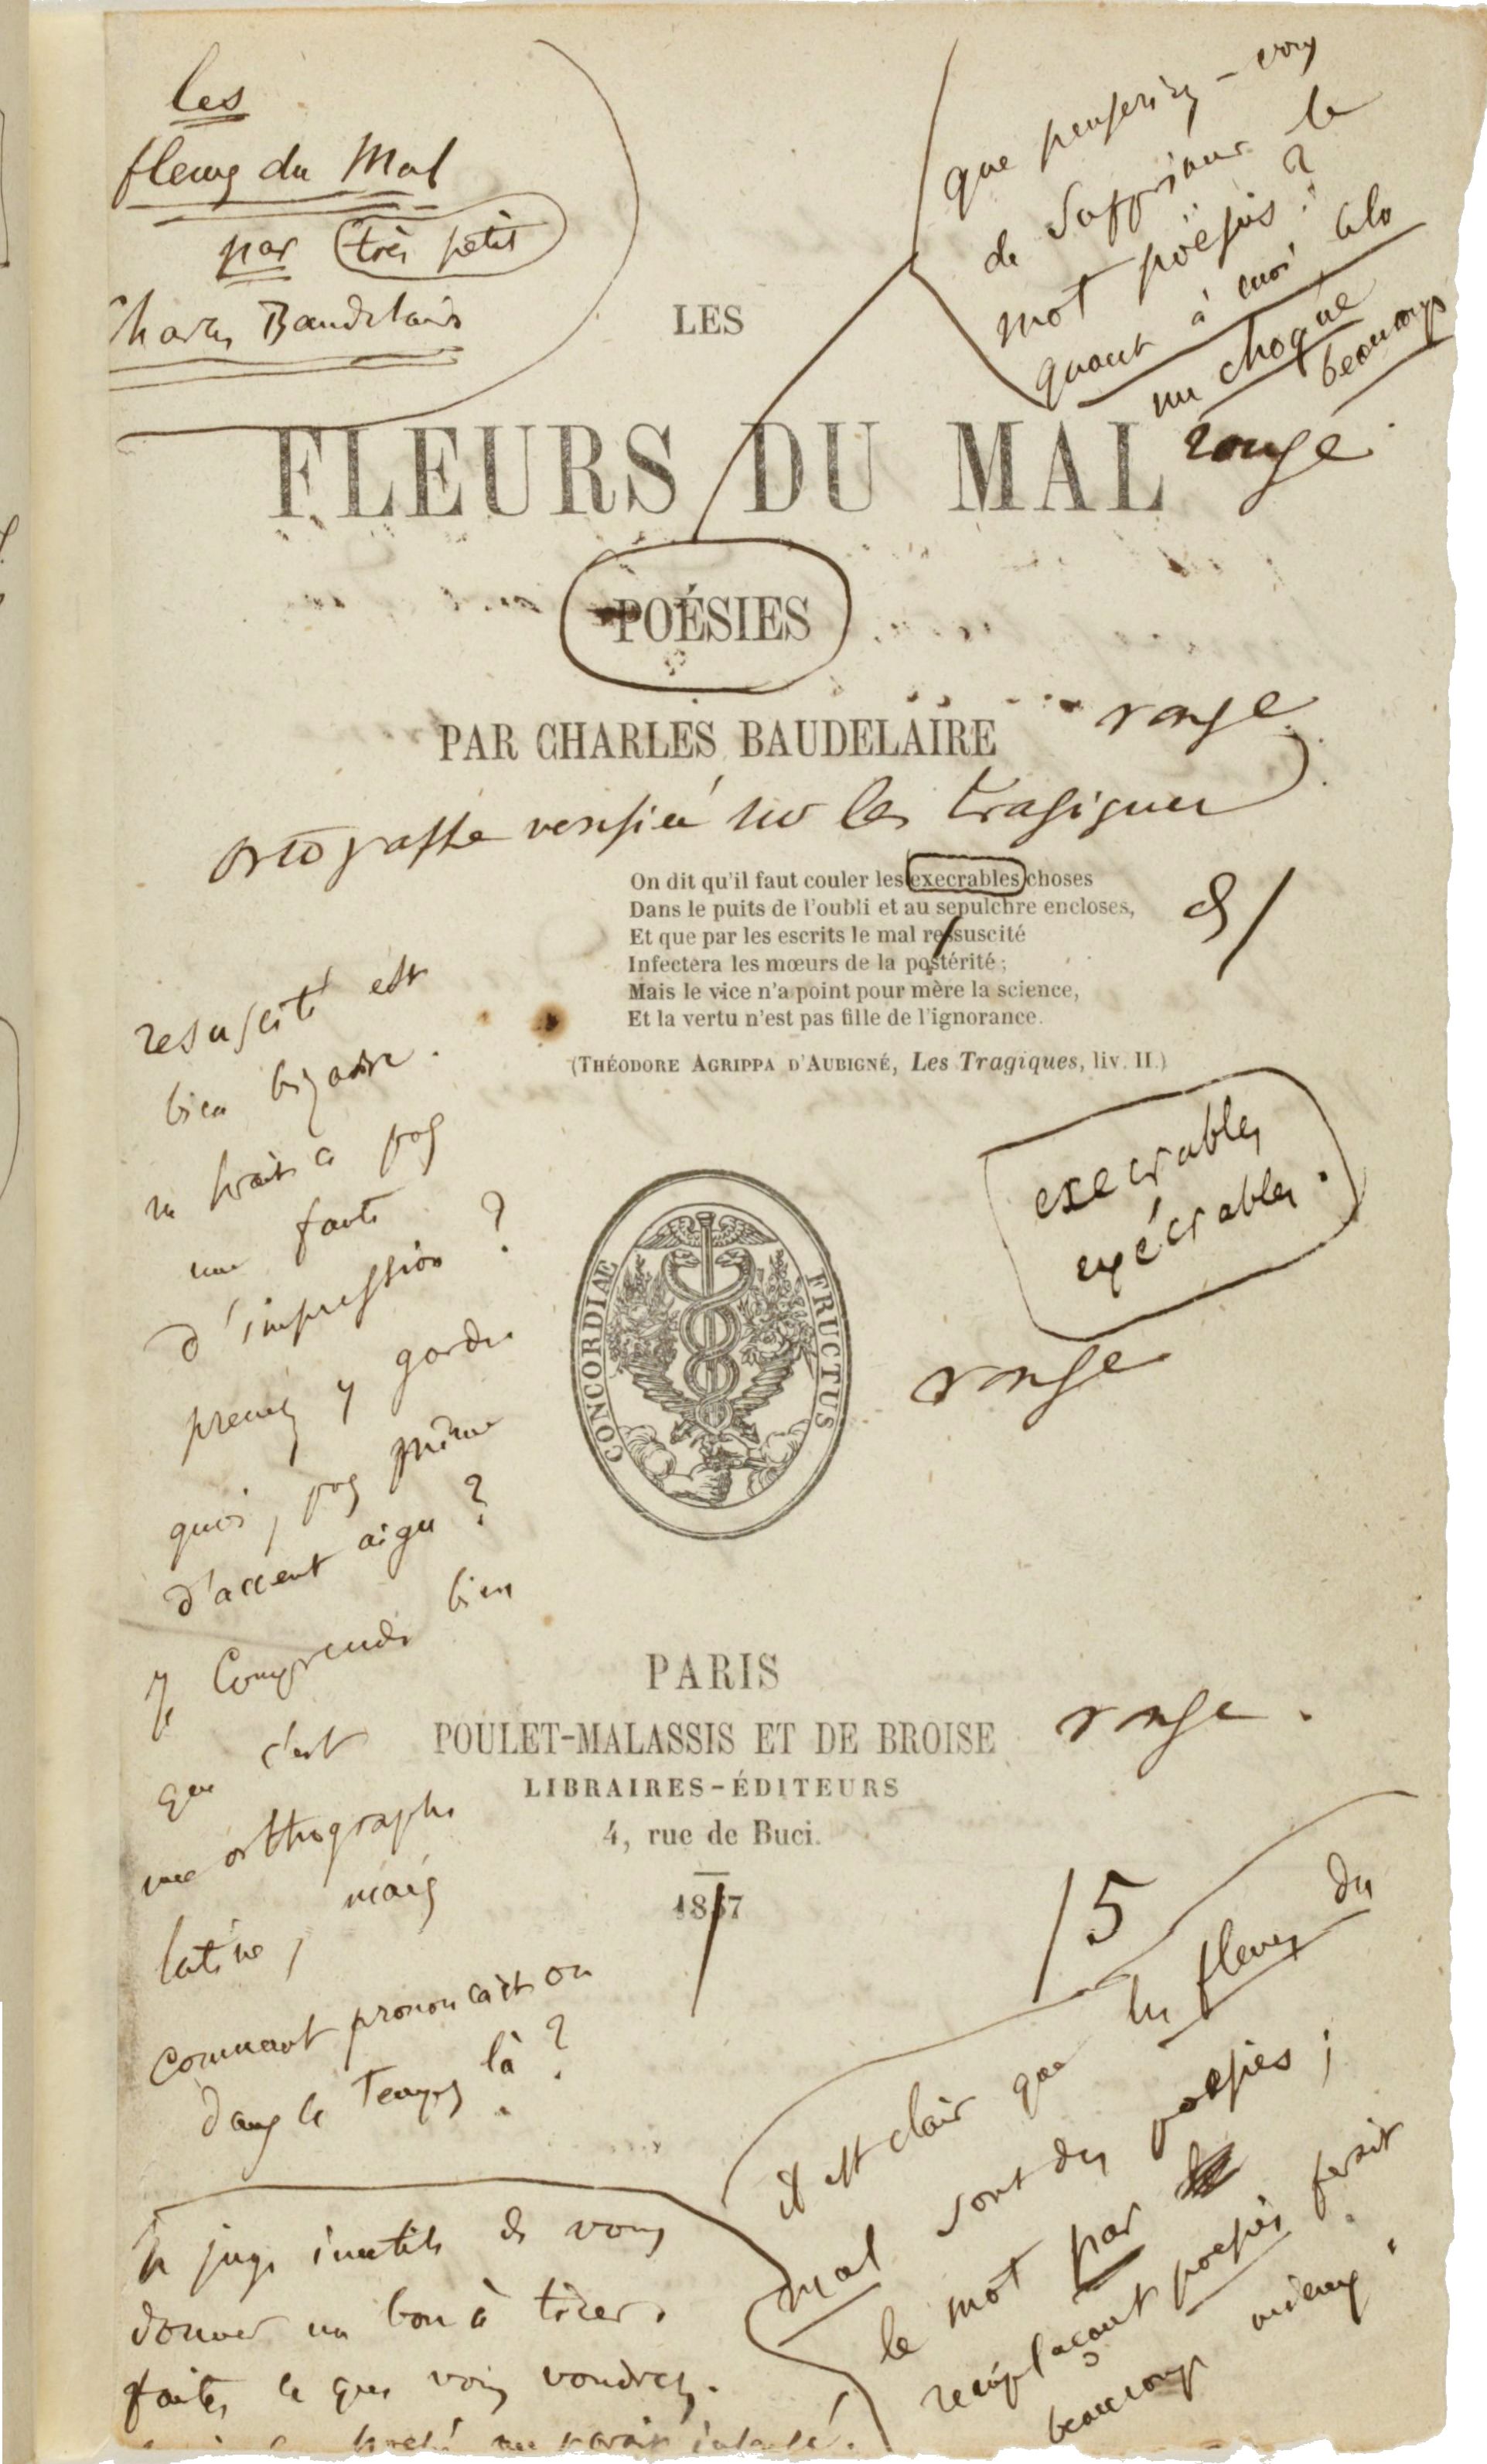 les
fleurs du Mal
par très petit
Charles Baudelaire
que penseriez-vous
de supprimer le
mot poësies ?
quant à moi cela
me choque
beaucoup
LES
FLEURS DU MAL
rouge
POÉSIES
PAR CHARLES BAUDELAIRE
rouge
ortographe verifiée sur les tragiques
On dit qu'il faut couler les execrables choses
Dans le puits de l'oubli et au sepulchre encloses,
Et que par les escrits le mal ressuscité
Infectera les mœurs de la postérité ;
Mais le vice n'a point pour mère la science,
Et la vertu n'est pas fille de l'ignorance.
(THÉODORE AGRIPPA D'AUBIGNÉ, Les Tragiques, liv. II.)
resuscité est
bien bizarre.
ne serait ce pas
une faute
d'impression ?
prenez y garde
quoi, pas même
d'accent aigu ?
Je comprends bien
que c'est
une orthographe
latine, mais
comment prononçait on
dans ce temps là ?
execrables
exécrables.
rouge
CONCORDIAE
FRUCTUS
PARIS
POULET-MALASSIS ET DE BROISE
rouge.
LIBRAIRES-ÉDITEURS
4, rue de Buci.
1857
/5
il est clair que les fleurs du
mal sont des poesies ;
le mot par
remplaçant poesies ferait
beaucoup mieux.
Je juge inutile de vous
donner un bon à tirer.
faites ce que vous voudrez.